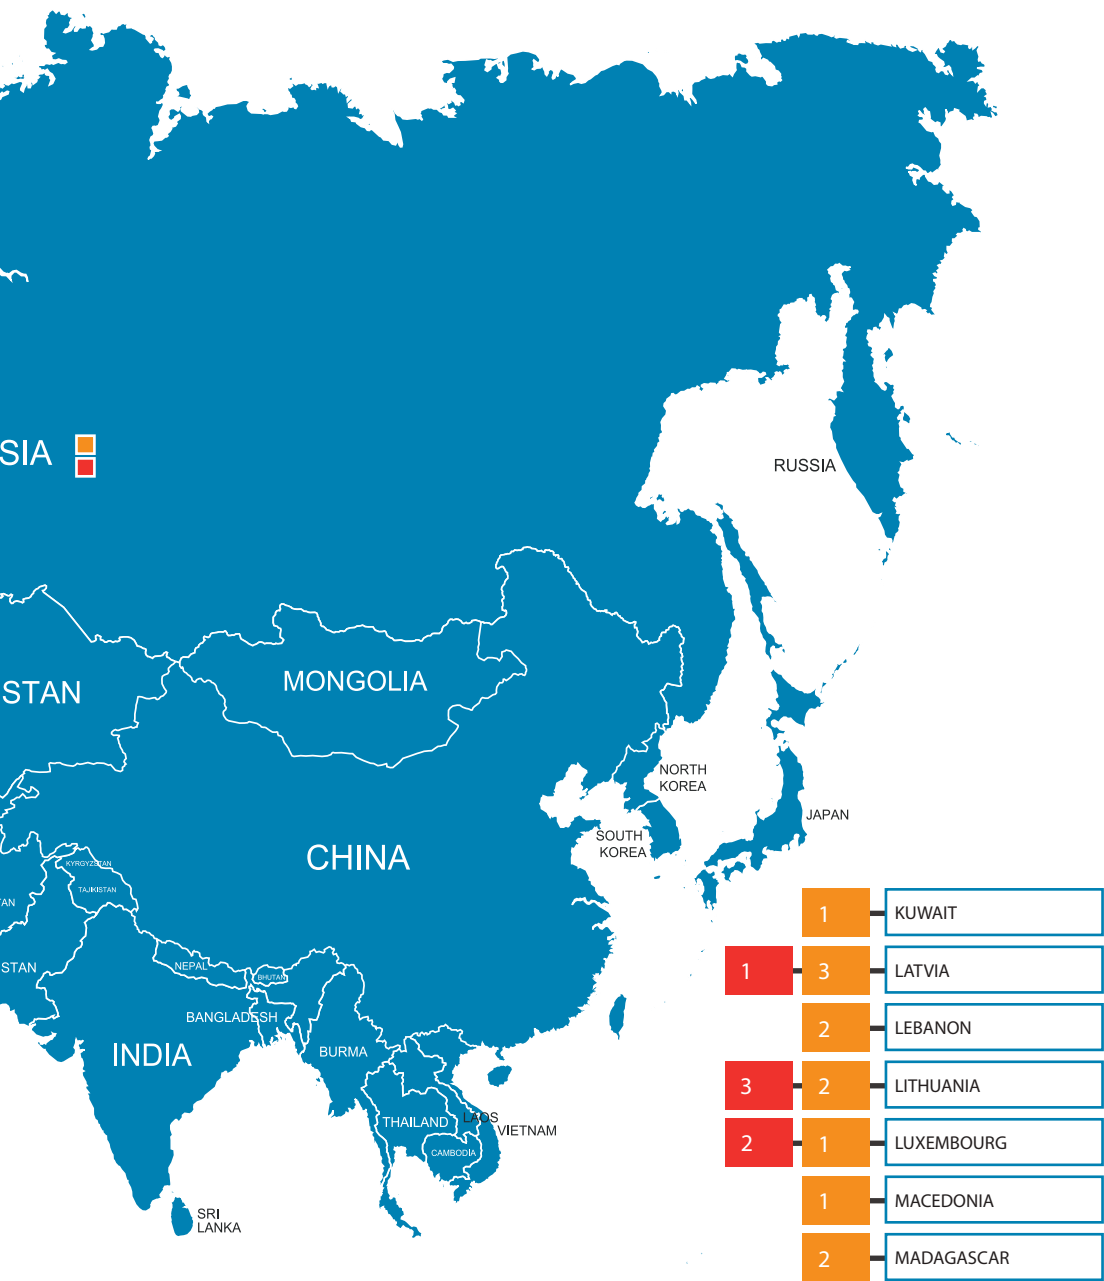 SIA
RUSSIA
STAN
MONGOLIA
NORTH
KOREA
JAPAN
SOUTH
KOREA
CHINA
KYRGYZSTAN
TAJIKISTAN
TAN
STAN
NEPAL
BHUTAN
BANGLADESH
INDIA
BURMA
THAILAND
LAOS
VIETNAM
CAMBODIA
SRI
LANKA
1 KUWAIT
1 3 LATVIA
2 LEBANON
3 2 LITHUANIA
2 1 LUXEMBOURG
1 MACEDONIA
2 MADAGASCAR